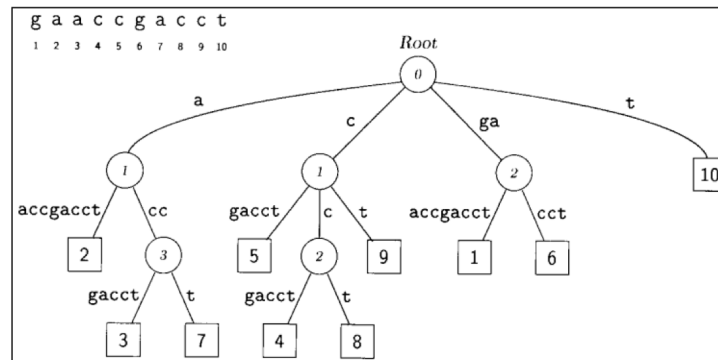 g a a c c g a c c t
1 2 3 4 5 6 7 8 9 10
Root
0
a c ga t
1 1 2 10
accgacct cc gacct c t accgacct cct
2 3 5 2 9 1 6
gacct t gacct t
3 7 4 8